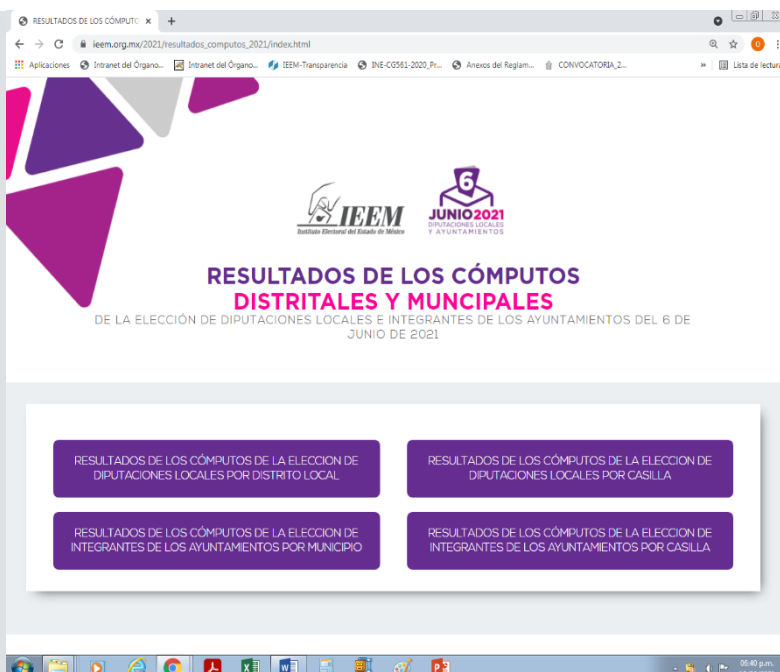 RESULTADOS DE LOS CÓMPUTO
ieem.org.mx/2021/resultados_computos_2021/index.html
Aplicaciones Intranet del Órgano... Intranet del Órgano... IEEM-Transparencia INE-CG561-2020_Pr... Anexos del Reglam... CONVOCATORIA_2... » Lista de lectura
IEEM
Instituto Electoral del Estado de México
6
JUNIO2021
DIPUTACIONES LOCALES
Y AYUNTAMIENTOS
RESULTADOS DE LOS CÓMPUTOS
DISTRITALES Y MUNCIPALES
DE LA ELECCIÓN DE DIPUTACIONES LOCALES E INTEGRANTES DE LOS AYUNTAMIENTOS DEL 6 DE
JUNIO DE 2021
RESULTADOS DE LOS CÓMPUTOS DE LA ELECCION DE
DIPUTACIONES LOCALES POR DISTRITO LOCAL
RESULTADOS DE LOS CÓMPUTOS DE LA ELECCION DE
DIPUTACIONES LOCALES POR CASILLA
RESULTADOS DE LOS CÓMPUTOS DE LA ELECCION DE
INTEGRANTES DE LOS AYUNTAMIENTOS POR MUNICIPIO
RESULTADOS DE LOS CÓMPUTOS DE LA ELECCION DE
INTEGRANTES DE LOS AYUNTAMIENTOS POR CASILLA
06:40 p.m.